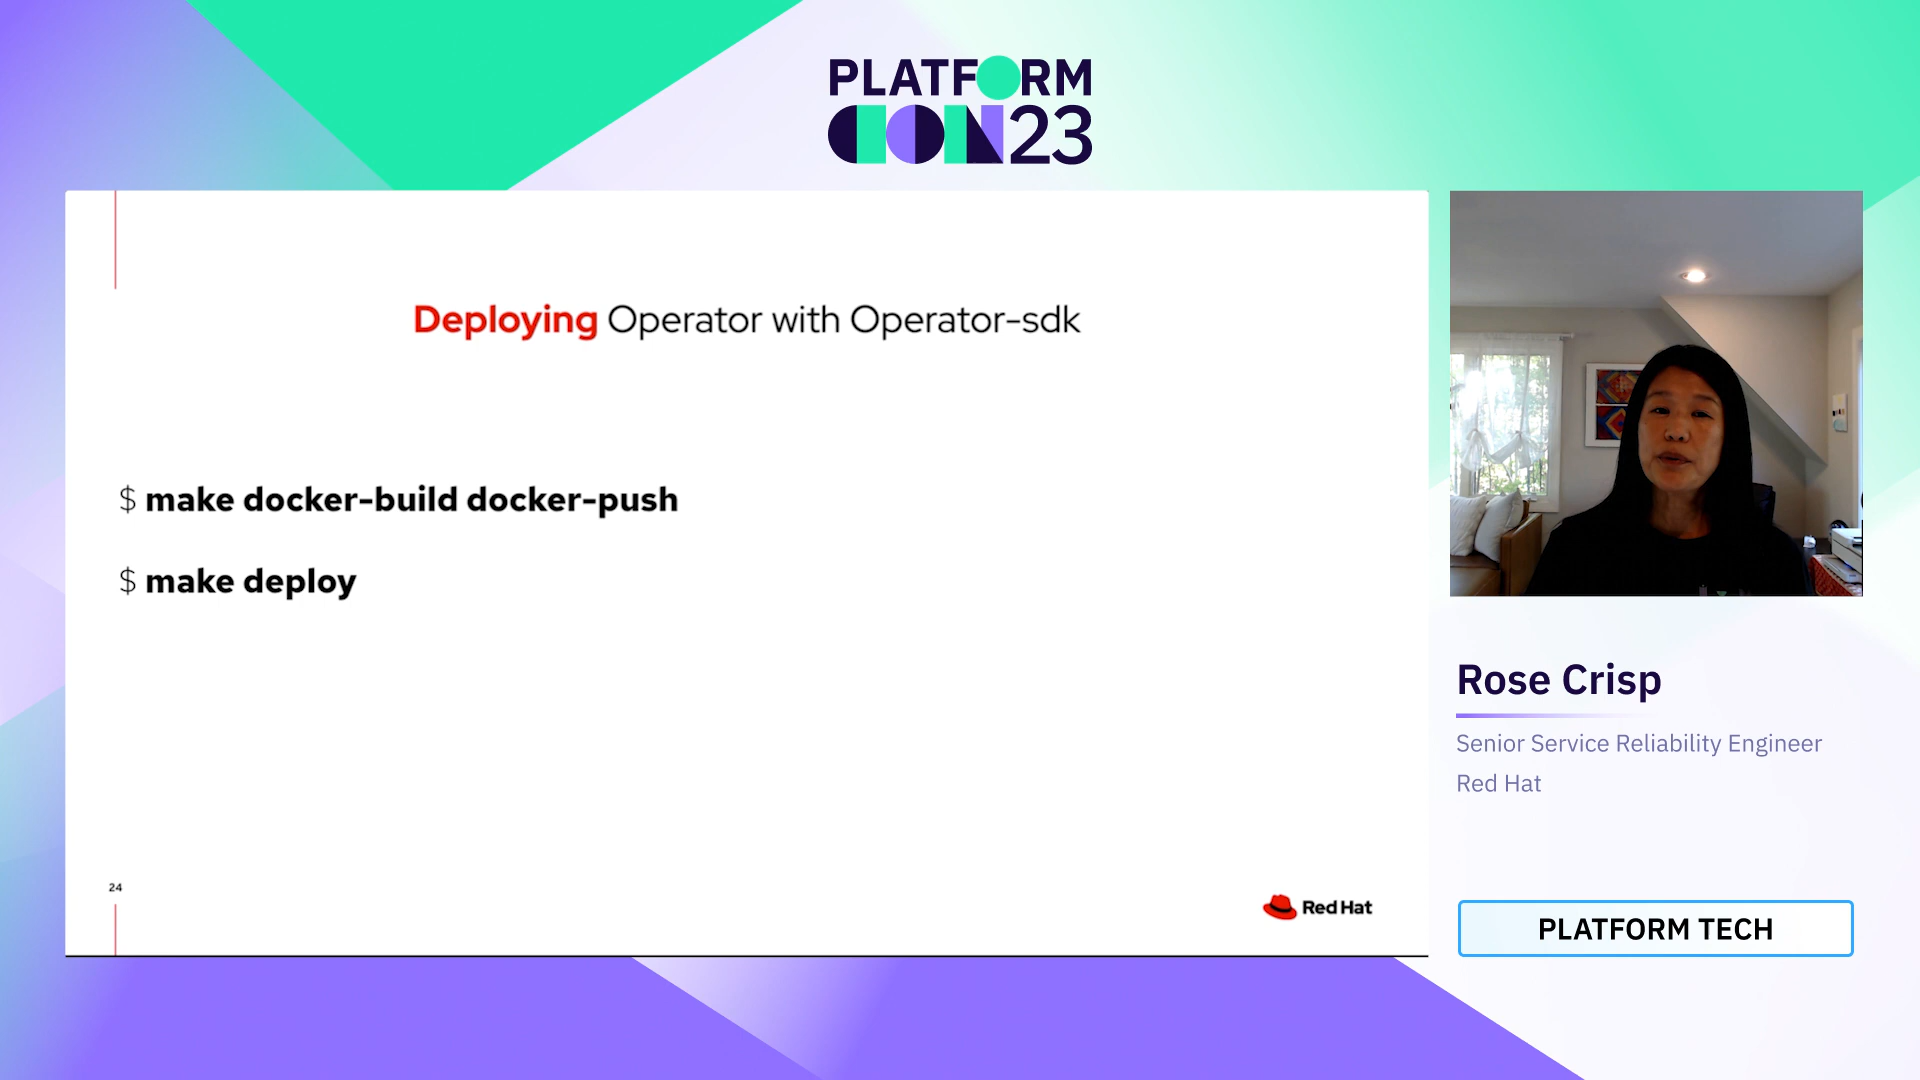 PLATFORM
CON23
Deploying Operator with Operator-sdk
$ make docker-build docker-push
$ make deploy
24
Red Hat
Rose Crisp
Senior Service Reliability Engineer
Red Hat
PLATFORM TECH